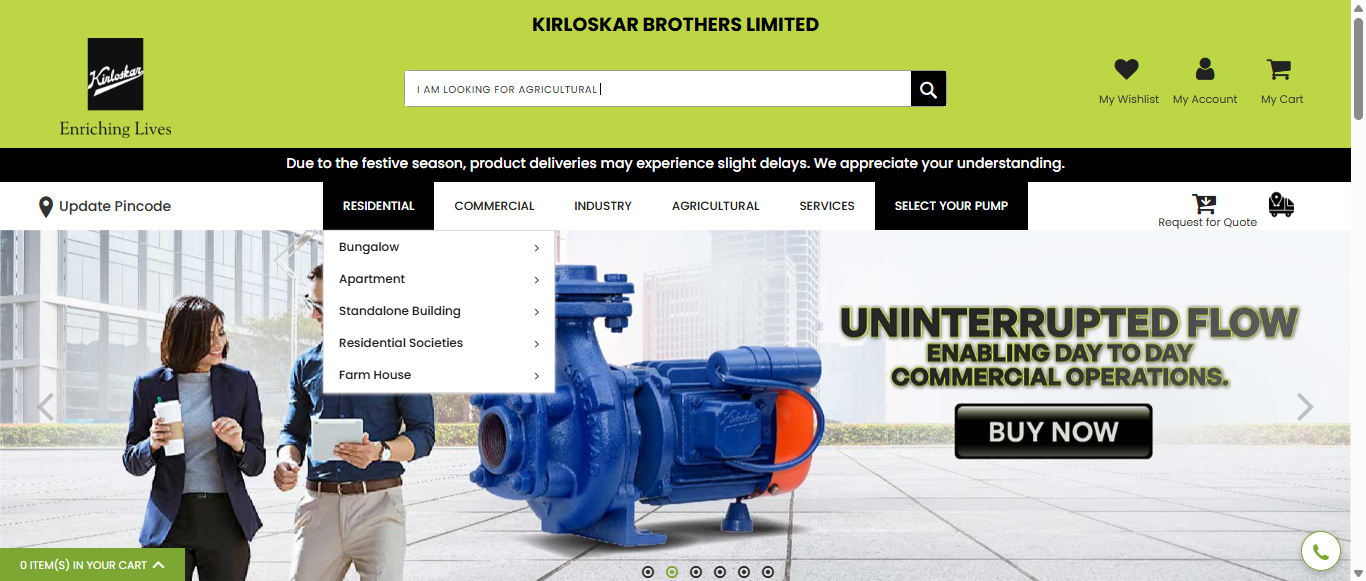 KIRLOSKAR BROTHERS LIMITED
Kirloskar
Enriching Lives
I AM LOOKING FOR AGRICULTURAL
My Wishlist
My Account
My Cart
Due to the festive season, product deliveries may experience slight delays. We appreciate your understanding.
Update Pincode
RESIDENTIAL
COMMERCIAL
INDUSTRY
AGRICULTURAL
SERVICES
SELECT YOUR PUMP
Request for Quote
Bungalow
Apartment
Standalone Building
Residential Societies
Farm House
UNINTERRUPTED FLOW
ENABLING DAY TO DAY
COMMERCIAL OPERATIONS.
BUY NOW
Kirloskar
0 ITEM(S) IN YOUR CART